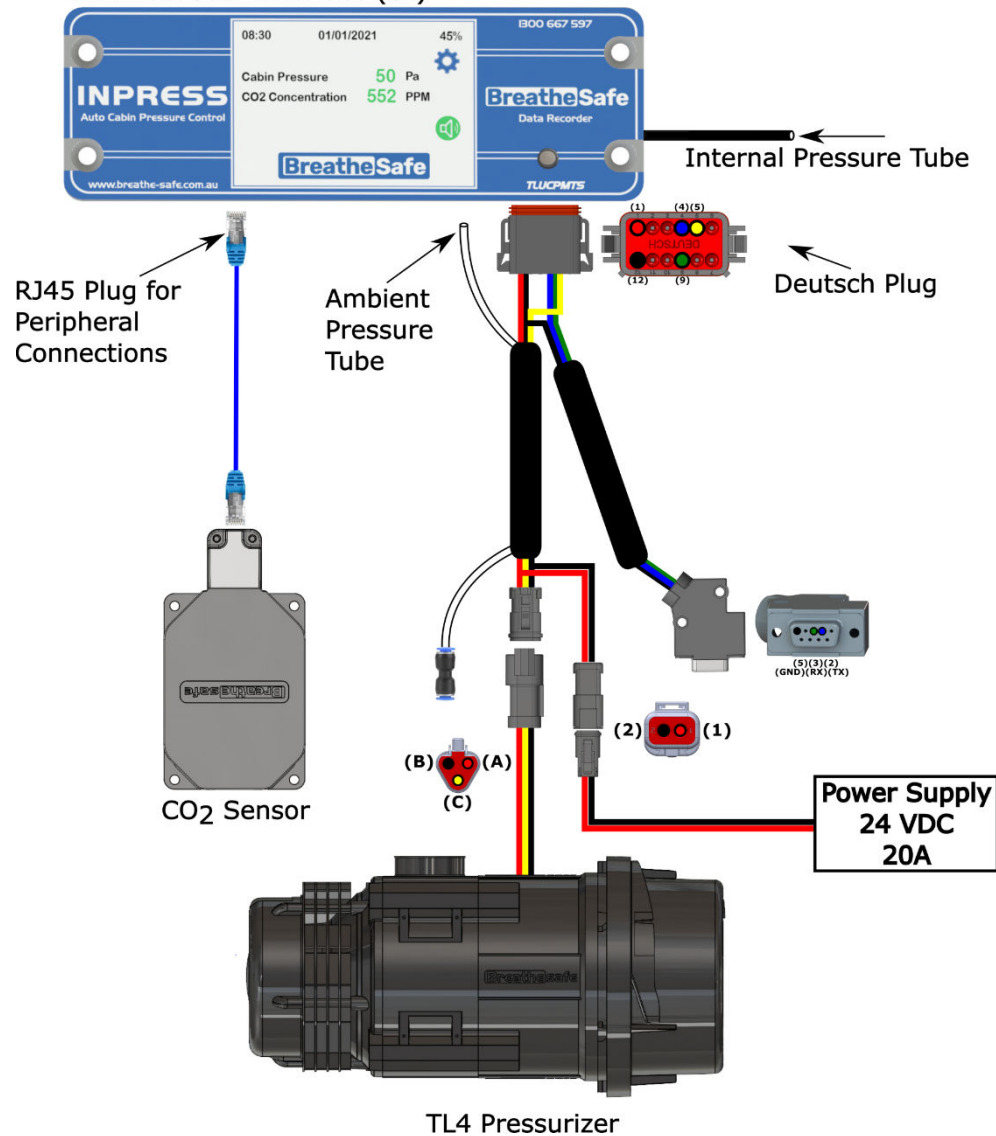 1300 667 597
08:30 01/01/2021 45%
Cabin Pressure 50 Pa
CO2 Concentration 552 PPM
INPRESS
Auto Cabin Pressure Control
BreatheSafe
Data Recorder
BreatheSafe
www.breathe-safe.com.au
TLUCPMTS
Internal Pressure Tube
(1) (4)(5)
DEUTSCH
(12) (9)
Deutsch Plug
RJ45 Plug for
Peripheral
Connections
Ambient
Pressure
Tube
(5)(3)(2)
(GND)(RX)(TX)
Breathesafe
CO2 Sensor
(B) (A)
(C)
(2) (1)
Power Supply
24 VDC
20A
Breathesafe
TL4 Pressurizer